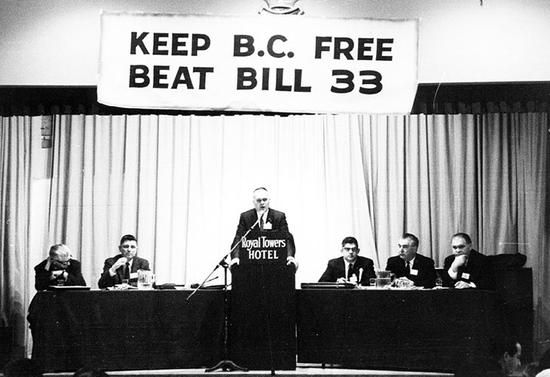 KEEP B.C. FREE
BEAT BILL 33
Royal Towers
HOTEL